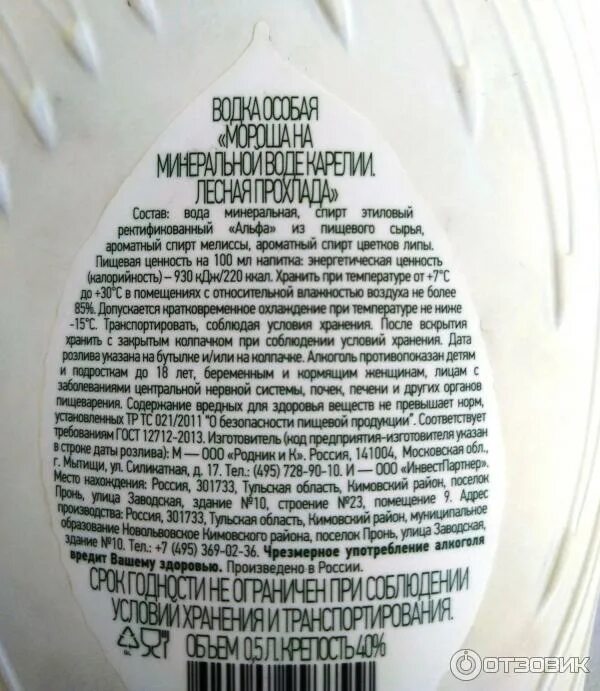 ВОДКА ОСОБАЯ
«МОРОША НА
МИНЕРАЛЬНОЙ ВОДЕ КАРЕЛИИ.
ЛЕСНАЯ ПРОХЛАДА»
Состав: вода минеральная, спирт этиловый
ректификованный «Альфа» из пищевого сырья,
ароматный спирт мелиссы, ароматный спирт цветков липы.
Пищевая ценность на 100 мл напитка: энергетическая ценность
(калорийность) – 930 кДж/220 ккал. Хранить при температуре от +7°С
до +30°С в помещениях с относительной влажностью воздуха не более
85%. Допускается кратковременное охлаждение при температуре не ниже
-15°С. Транспортировать, соблюдая условия хранения. После вскрытия
хранить с закрытым колпачком при соблюдении условий хранения. Дата
розлива указана на бутылке и/или на колпачке. Алкоголь противопоказан детям
и подросткам до 18 лет, беременным и кормящим женщинам, лицам с
заболеваниями центральной нервной системы, почек, печени и других органов
пищеварения. Содержание вредных для здоровья веществ не превышает норм,
установленных ТР ТС 021/2011 "О безопасности пищевой продукции". Соответствует
требованиям ГОСТ 12712-2013. Изготовитель (код предприятия-изготовителя указан
в строке даты розлива): М — ООО «Родник и К». Россия, 141004, Московская обл.,
г. Мытищи, ул. Силикатная, д. 17. Тел.: (495) 728-90-10. И — ООО «ИнвестПартнер».
Место нахождения: Россия, 301733, Тульская область, Кимовский район, поселок
Пронь, улица Заводская, здание №10, строение №23, помещение 9. Адрес
производства: Россия, 301733, Тульская область, Кимовский район, муниципальное
образование Новольвовское Кимовского района, поселок Пронь, улица Заводская,
здание №10. Тел.: +7 (495) 369-02-36. Чрезмерное употребление алкоголя
вредит Вашему здоровью. Произведено в России.
СРОК ГОДНОСТИ НЕ ОГРАНИЧЕН ПРИ СОБЛЮДЕНИИ
УСЛОВИЙ ХРАНЕНИЯ И ТРАНСПОРТИРОВАНИЯ.
ОБЪЕМ 0,5 Л. КРЕПОСТЬ 40%
ОТЗОВИК